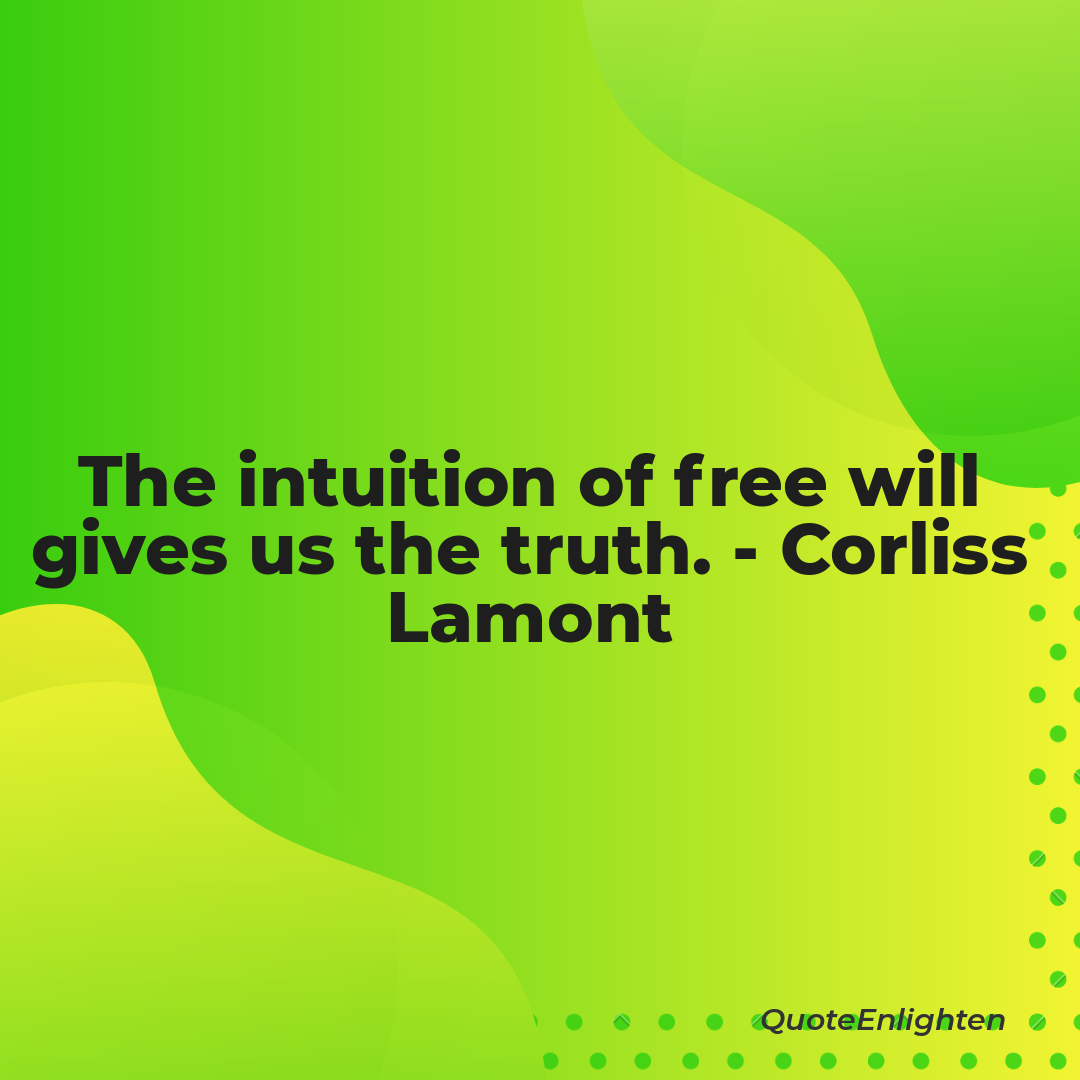 The intuition of free will
gives us the truth. - Corliss
Lamont
QuoteEnlighten